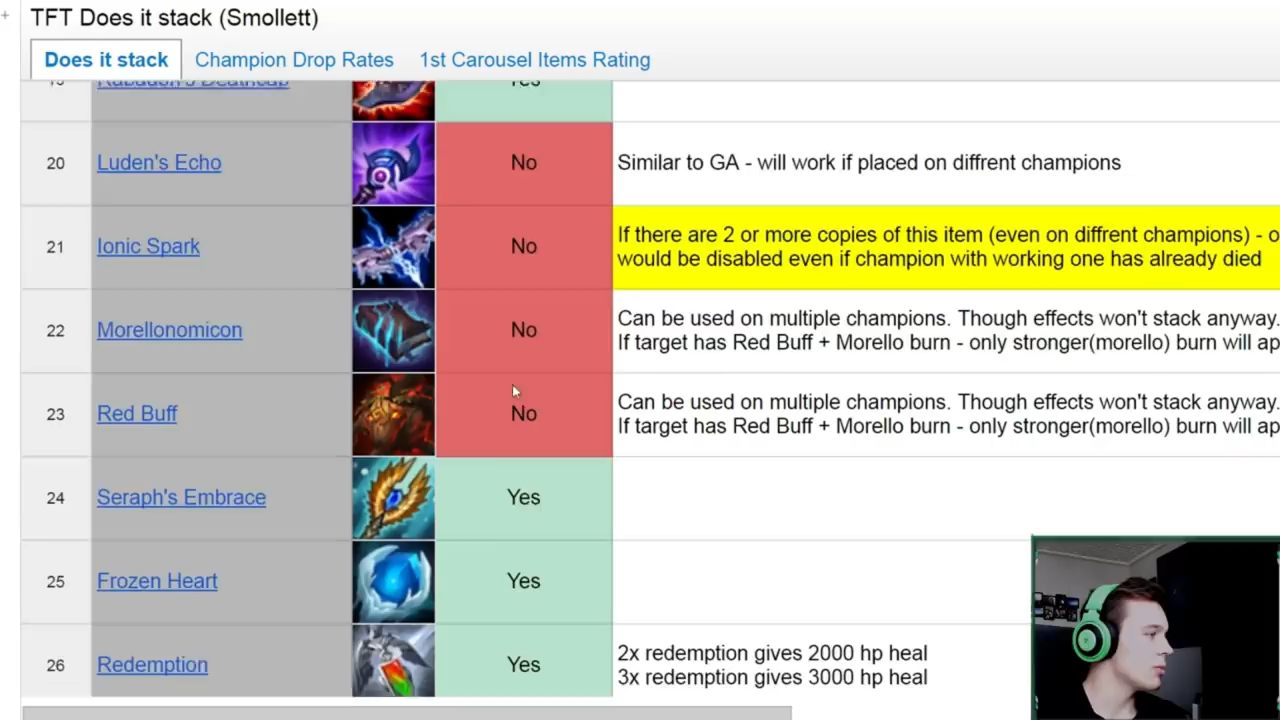 TFT Does it stack (Smollett)
Does it stack Champion Drop Rates 1st Carousel Items Rating
20 Luden's Echo No Similar to GA - will work if placed on diffrent champions
21 Ionic Spark No If there are 2 or more copies of this item (even on diffrent champions) - o
would be disabled even if champion with working one has already died
22 Morellonomicon No Can be used on multiple champions. Though effects won't stack anyway.
If target has Red Buff + Morello burn - only stronger(morello) burn will ap
23 Red Buff No Can be used on multiple champions. Though effects won't stack anyway.
If target has Red Buff + Morello burn - only stronger(morello) burn will ap
24 Seraph's Embrace Yes
25 Frozen Heart Yes
26 Redemption Yes 2x redemption gives 2000 hp heal
3x redemption gives 3000 hp heal